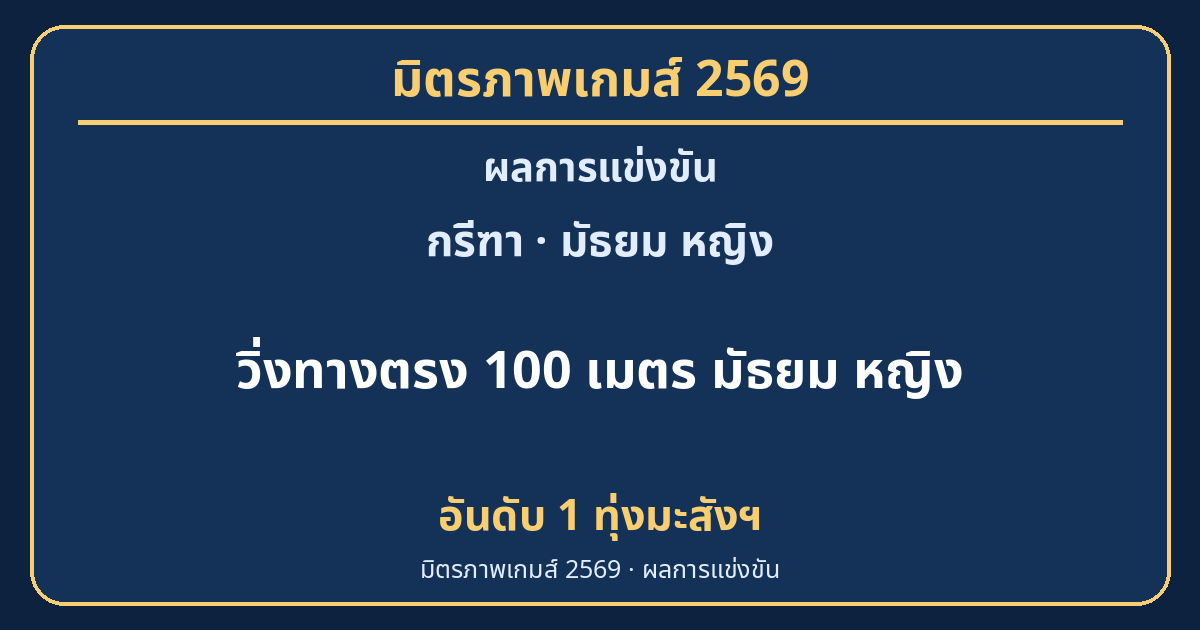 มิตรภาพเกมส์ 2569
ผลการแข่งขัน
กรีฑา · มัธยม หญิง
วิ่งทางตรง 100 เมตร มัธยม หญิง
อันดับ 1 ทุ่งมะสังฯ
มิตรภาพเกมส์ 2569 · ผลการแข่งขัน